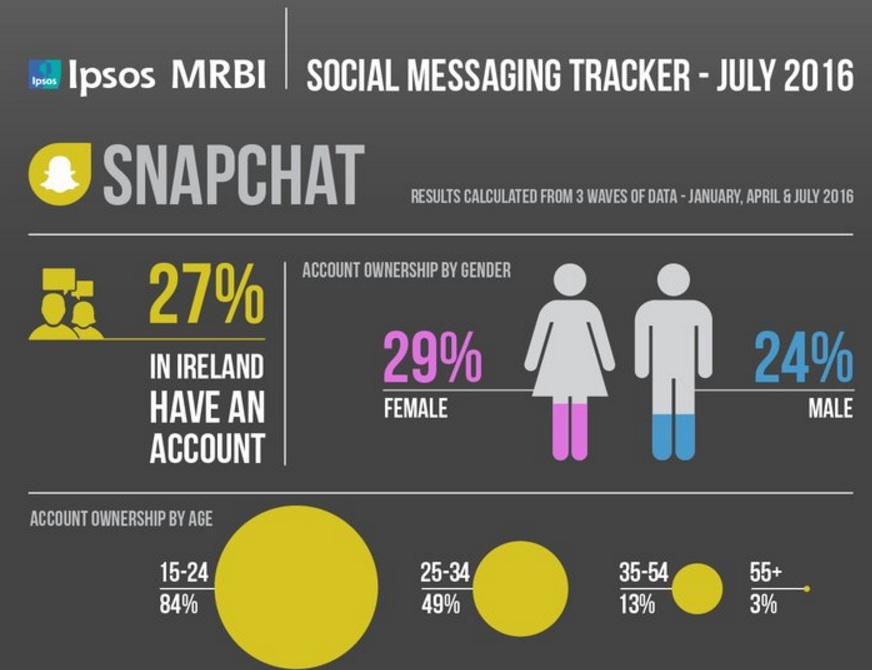 Ipsos
Ipsos MRBI
SOCIAL MESSAGING TRACKER - JULY 2016
SNAPCHAT
RESULTS CALCULATED FROM 3 WAVES OF DATA - JANUARY, APRIL & JULY 2016
27%
IN IRELAND
HAVE AN
ACCOUNT
ACCOUNT OWNERSHIP BY GENDER
29%
FEMALE
24%
MALE
ACCOUNT OWNERSHIP BY AGE
15-24
84%
25-34
49%
35-54
13%
55+
3%